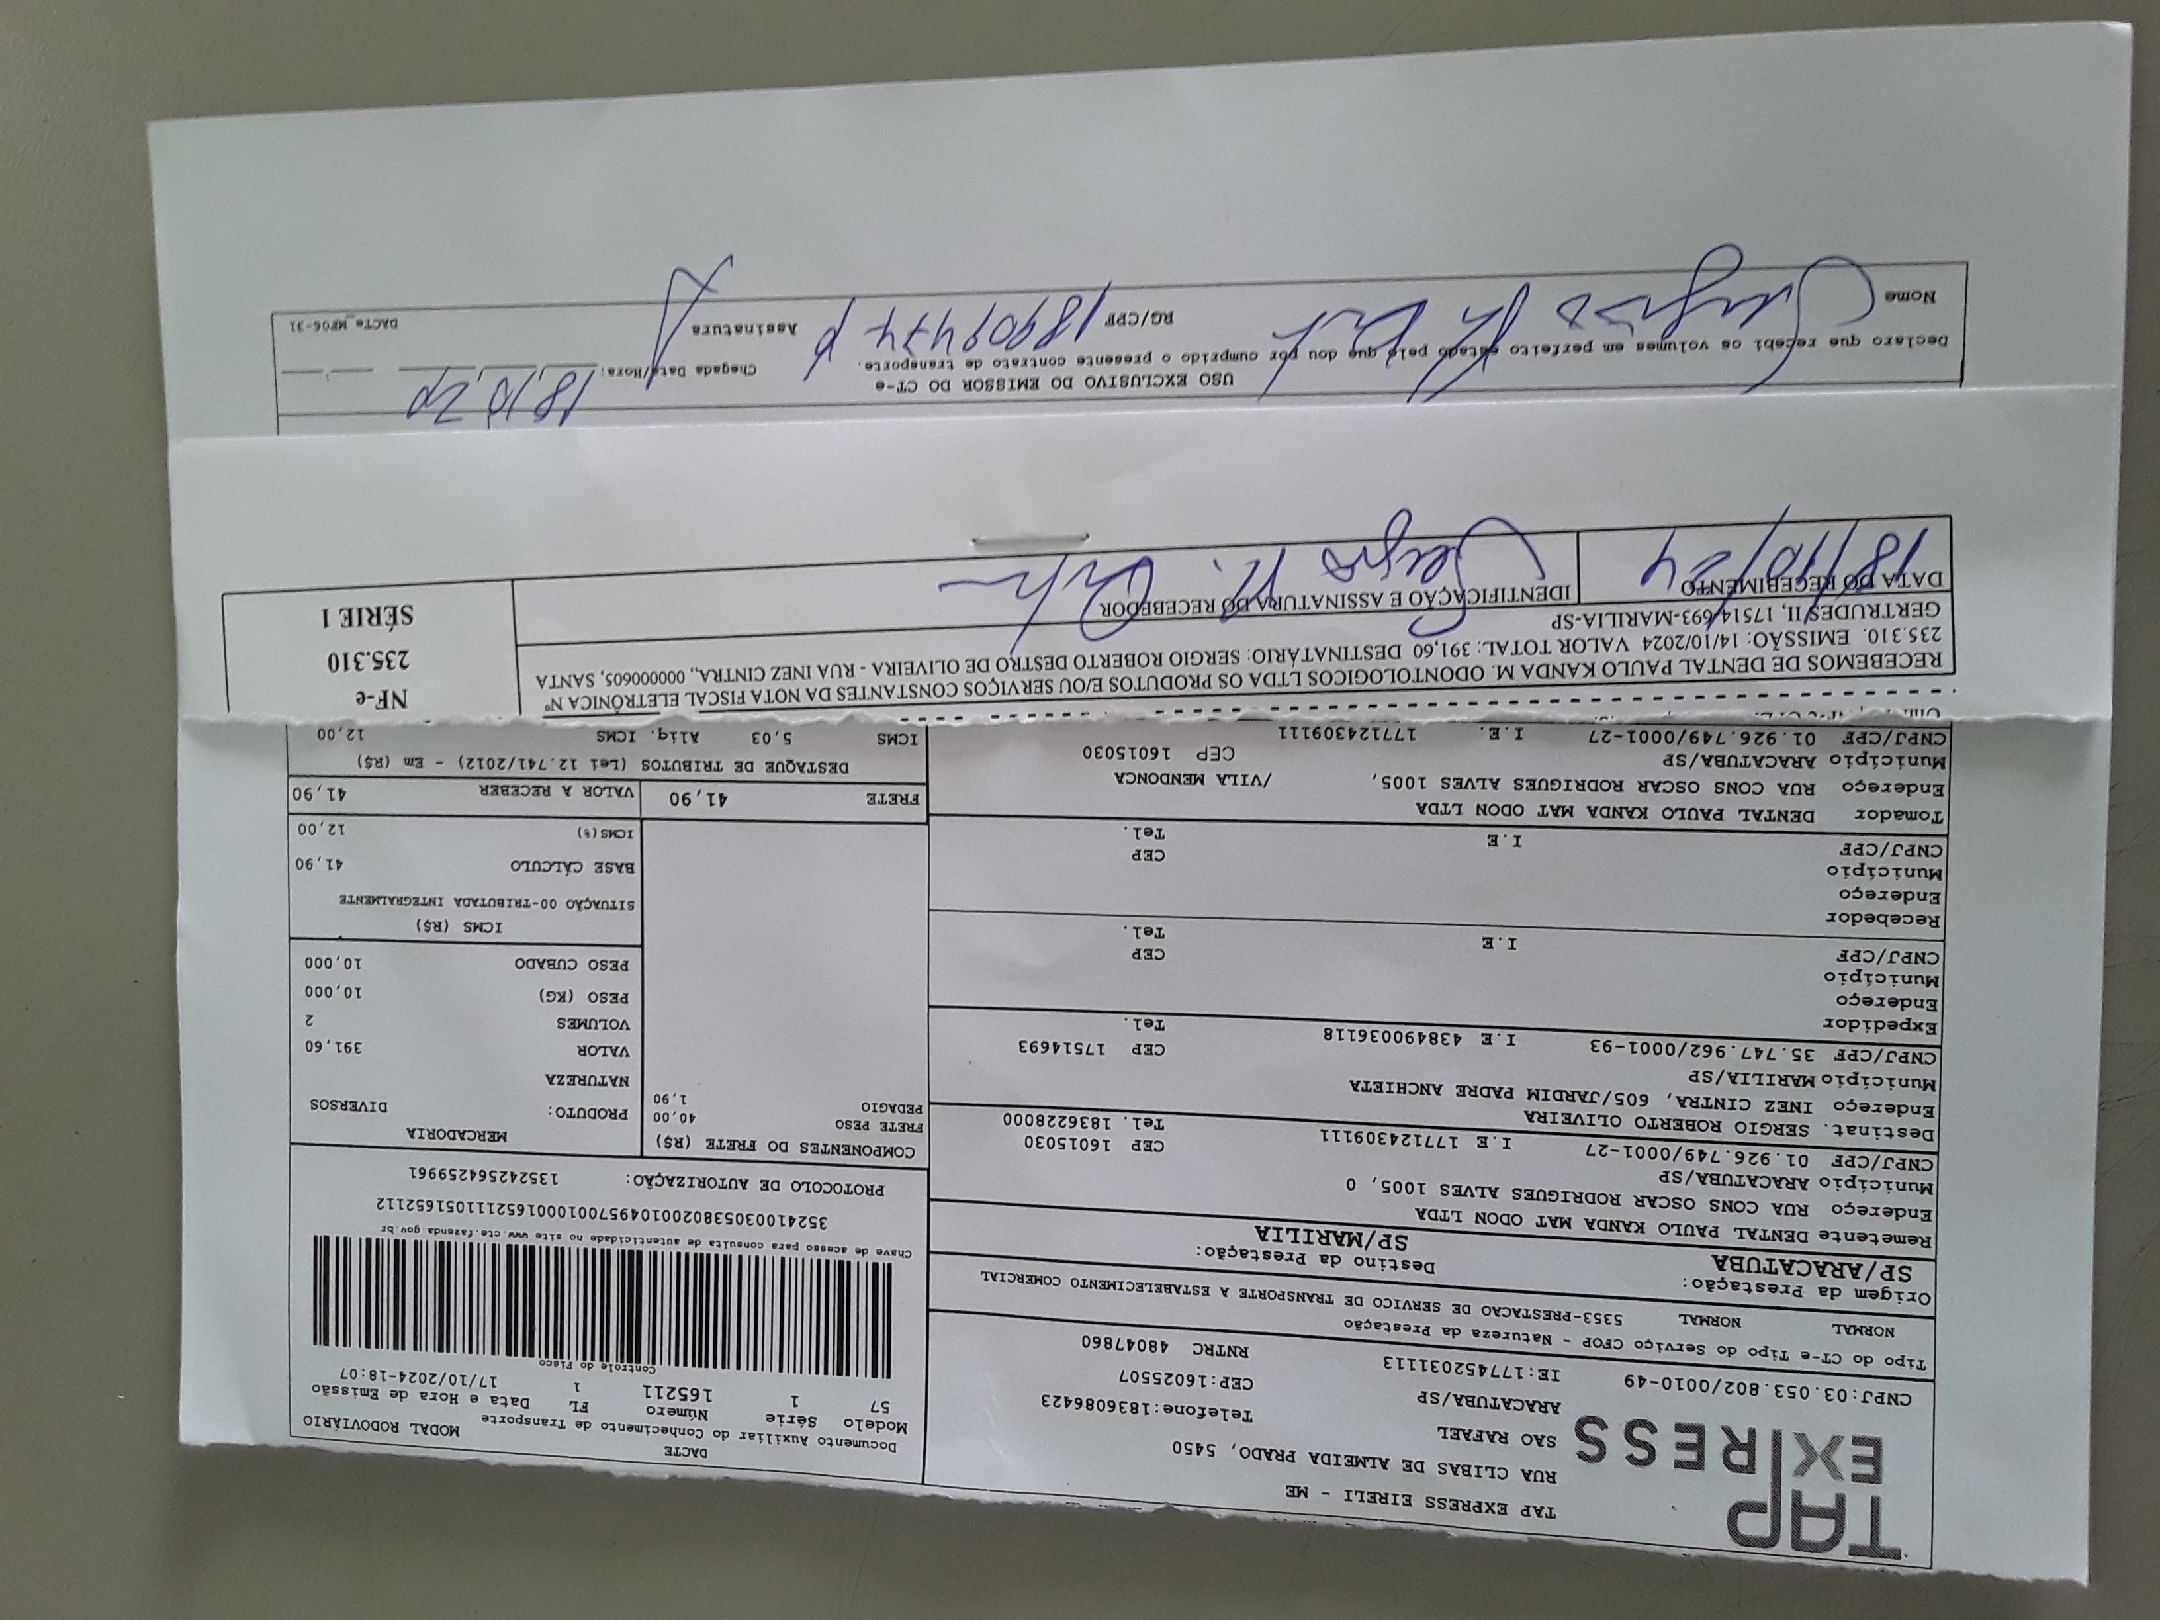 TAP
EXPRESS
TAP EXPRESS EIRELI - ME
RUA CLIBAS DE ALMEIDA PRADO, 5450
SAO RAFAEL Telefone:1836086423
ARACATUBA/SP CEP:16025507
CNPJ:03.053.802/0010-49 IE:177452031113 RNTRC 48047860
Tipo do CT-e Tipo do Serviço CFOP - Natureza da Prestação
NORMAL NORMAL 5353-PRESTACAO DE SERVICO DE TRANSPORTE A ESTABELECIMENTO COMERCIAL
Origem da Prestação: Destino da Prestação:
SP/ARACATUBA SP/MARILIA
Remetente DENTAL PAULO KANDA MAT ODON LTDA
Endereço RUA CONS OSCAR RODRIGUES ALVES 1005, 0
Município ARACATUBA/SP CEP 16015030
CNPJ/CPF 01.926.749/0001-27 I.E 177124309111 Tel. 1836228000
Destinat. SERGIO ROBERTO OLIVEIRA
Endereço INEZ CINTRA, 605/JARDIM PADRE ANCHIETA
Município MARILIA/SP CEP 17514693
CNPJ/CPF 35.747.962/0001-93 I.E 438490036118 Tel.
Expedidor
Endereço
Município CEP
CNPJ/CPF I.E Tel.
Recebedor
Endereço
Município CEP
CNPJ/CPF I.E Tel.
Tomador DENTAL PAULO KANDA MAT ODON LTDA
Endereço RUA CONS OSCAR RODRIGUES ALVES 1005, /VILA MENDONCA
Município ARACATUBA/SP CEP 16015030
CNPJ/CPF 01.926.749/0001-27 I.E. 177124309111
DACTE
Documento Auxiliar do Conhecimento de Transporte MODAL RODOVIÁRIO
Modelo Série Número FL Data e Hora de Emissão
57 1 165211 1 17/10/2024-18:07
Controle do Fisco
Chave de acesso para consulta de autenticidade no site www.cte.fazenda.gov.br
35241003053802001049570010001652111051652112
PROTOCOLO DE AUTORIZAÇÃO: 135242564259961
COMPONENTES DO FRETE (R$)
FRETE PESO 40,00
PEDAGIO 1,90
MERCADORIA
PRODUTO: DIVERSOS
NATUREZA
VALOR 391,60
VOLUMES 2
PESO (KG) 10,000
PESO CUBADO 10,000
ICMS (R$)
SITUAÇÃO 00-TRIBUTADA INTEGRALMENTE
BASE CÁLCULO 41,90
ICMS(%) 12,00
FRETE 41,90 VALOR A RECEBER 41,90
DESTAQUE DE TRIBUTOS (Lei 12.741/2012) - Em (R$)
ICMS 5,03 Aliq. ICMS 12,00
RECEBEMOS DE DENTAL PAULO KANDA M. ODONTOLOGICOS LTDA OS PRODUTOS E/OU SERVIÇOS CONSTANTES DA NOTA FISCAL ELETRÔNICA Nº
235.310. EMISSÃO: 14/10/2024 VALOR TOTAL: 391,60 DESTINATÁRIO: SERGIO ROBERTO DESTRO DE OLIVEIRA - RUA INEZ CINTRA,, 000000605, SANTA
GERTRUDES II, 17514-693-MARILIA-SP
DATA DO RECEBIMENTO IDENTIFICAÇÃO E ASSINATURA DO RECEBEDOR
18/10/24
NF-e
235.310
SÉRIE 1
USO EXCLUSIVO DO EMISSOR DO CT-e
Declaro que recebi os volumes em perfeito estado pelo que dou por cumprido o presente contrato de transporte.
Chegada Data/Hora:
Nome RG/CPF Assinatura
DACTe_MF06-31